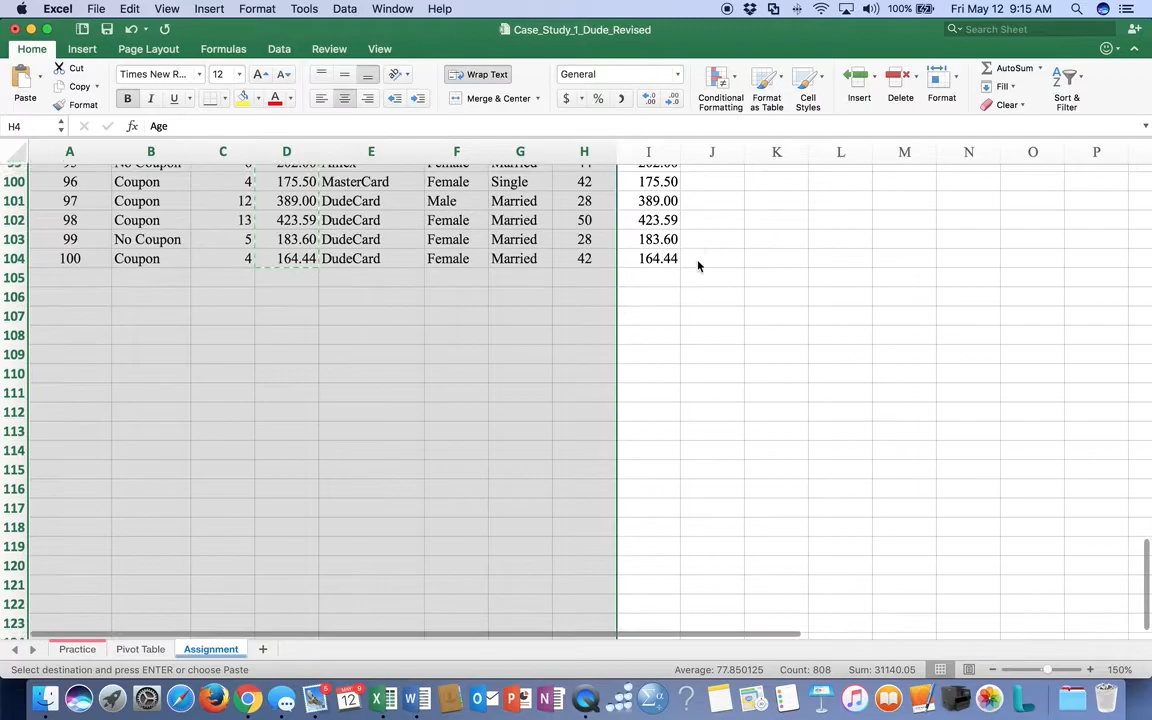 Excel File Edit View Insert Format Tools Data Window Help 100% Fri May 12 9:15 AM
Case_Study_1_Dude_Revised Search Sheet
Home Insert Page Layout Formulas Data Review View
Paste Cut Copy Format
Times New R... 12
B I U A
Wrap Text
Merge & Center
General
$ %
Conditional Formatting
Format as Table
Cell Styles
Insert Delete Format
AutoSum
Fill
Clear
Sort & Filter
H4 fx Age
A B C D E F G H I J K L M N O P
100 96 Coupon 4 175.50 MasterCard Female Single 42 175.50
101 97 Coupon 12 389.00 DudeCard Male Married 28 389.00
102 98 Coupon 13 423.59 DudeCard Female Married 50 423.59
103 99 No Coupon 5 183.60 DudeCard Female Married 28 183.60
104 100 Coupon 4 164.44 DudeCard Female Married 42 164.44
105
106
107
108
109
110
111
112
113
114
115
116
117
118
119
120
121
122
123
Practice Pivot Table Assignment +
Select destination and press ENTER or choose Paste Average: 77.850125 Count: 808 Sum: 31140.05 150%